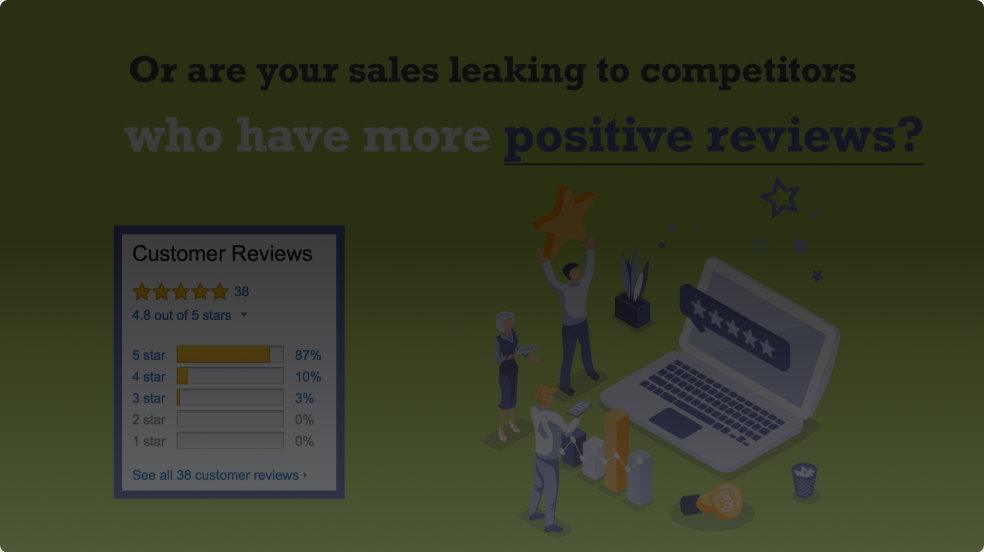 Or are your sales leaking to competitors
who have more positive reviews?
Customer Reviews
38
4.8 out of 5 stars
5 star 87%
4 star 10%
3 star 3%
2 star 0%
1 star 0%
See all 38 customer reviews